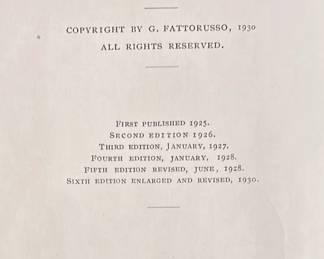 COPYRIGHT BY G. FATTORUSSO, 1930
ALL RIGHTS RESERVED.
FIRST PUBLISHED 1925.
SECOND EDITION 1926.
THIRD EDITION, JANUARY, 1927.
FOURTH EDITION, JANUARY, 1928.
FIFTH EDITION REVISED, JUNE, 1928.
SIXTH EDITION ENLARGED AND REVISED, 1930.